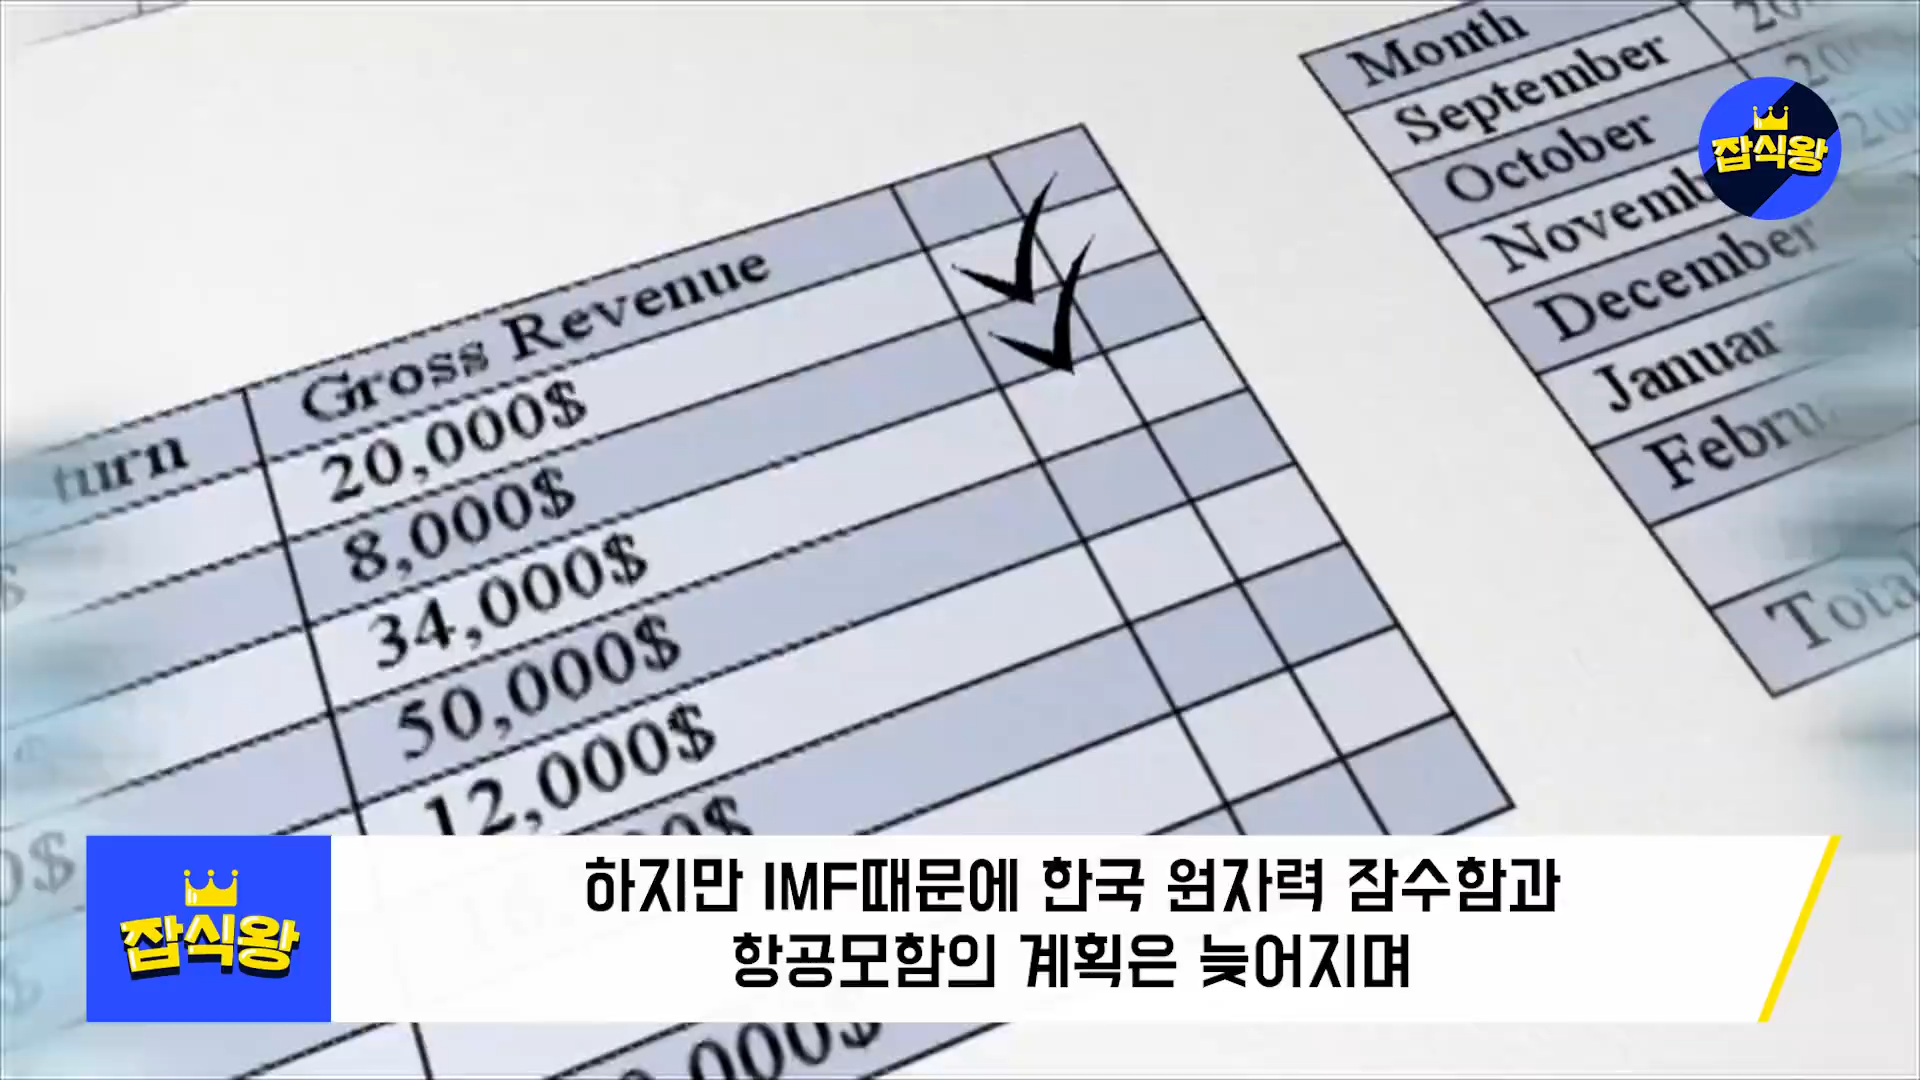 Month
September
October
Novemb
December
Januar
Febru
Total
잡식왕
turn
Gross Revenue
20,000$
8,000$
34,000$
50,000$
12,000$
잡식왕
하지만 IMF때문에 한국 원자력 잠수함과
항공모함의 계획은 늦어지며